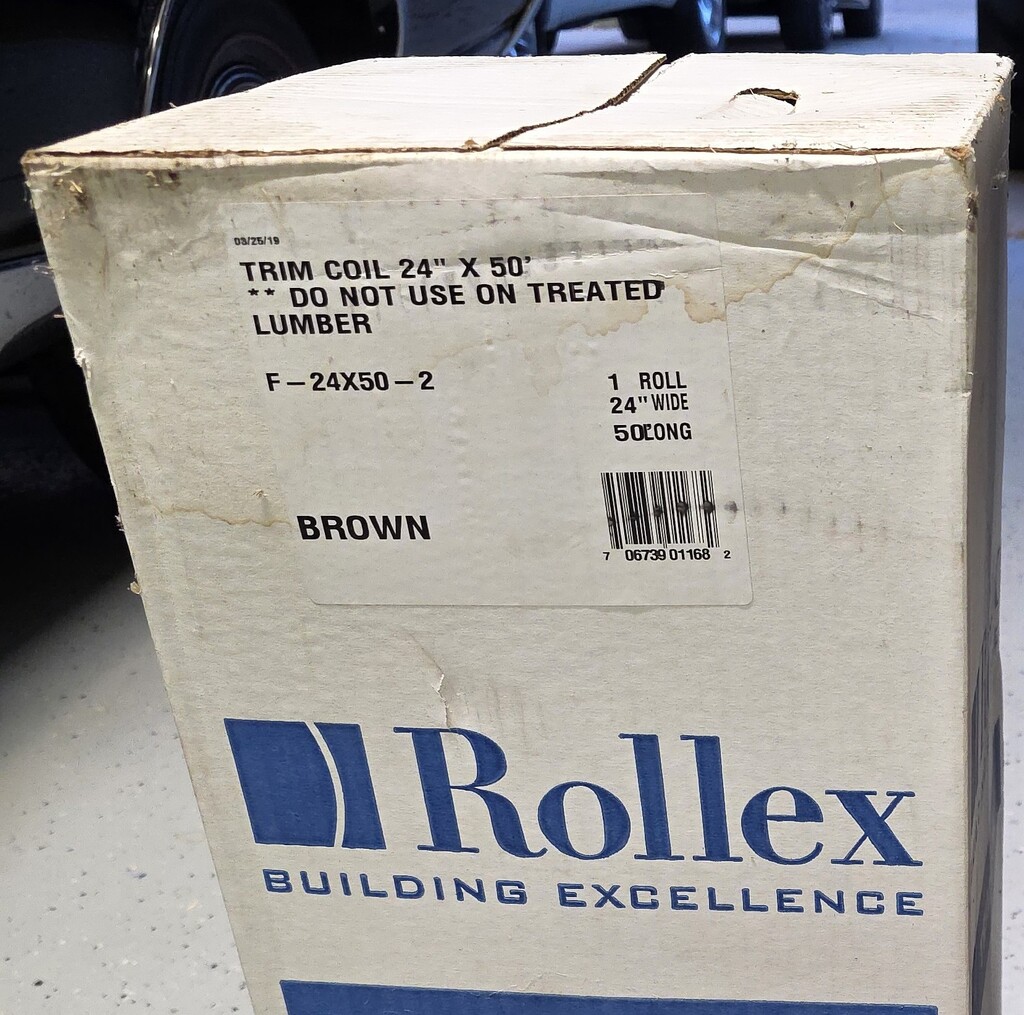 03/25/19
TRIM COIL 24" X 50'
** DO NOT USE ON TREATED
LUMBER
F-24X50-2
1 ROLL
24" WIDE
50'LONG
BROWN
7 06739 01168 2
Rollex
BUILDING EXCELLENCE